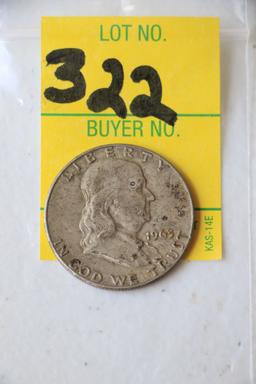 LOT NO.
322
BUYER NO.
LIBERTY
1963
IN GOD WE TRUST
KAS-14E